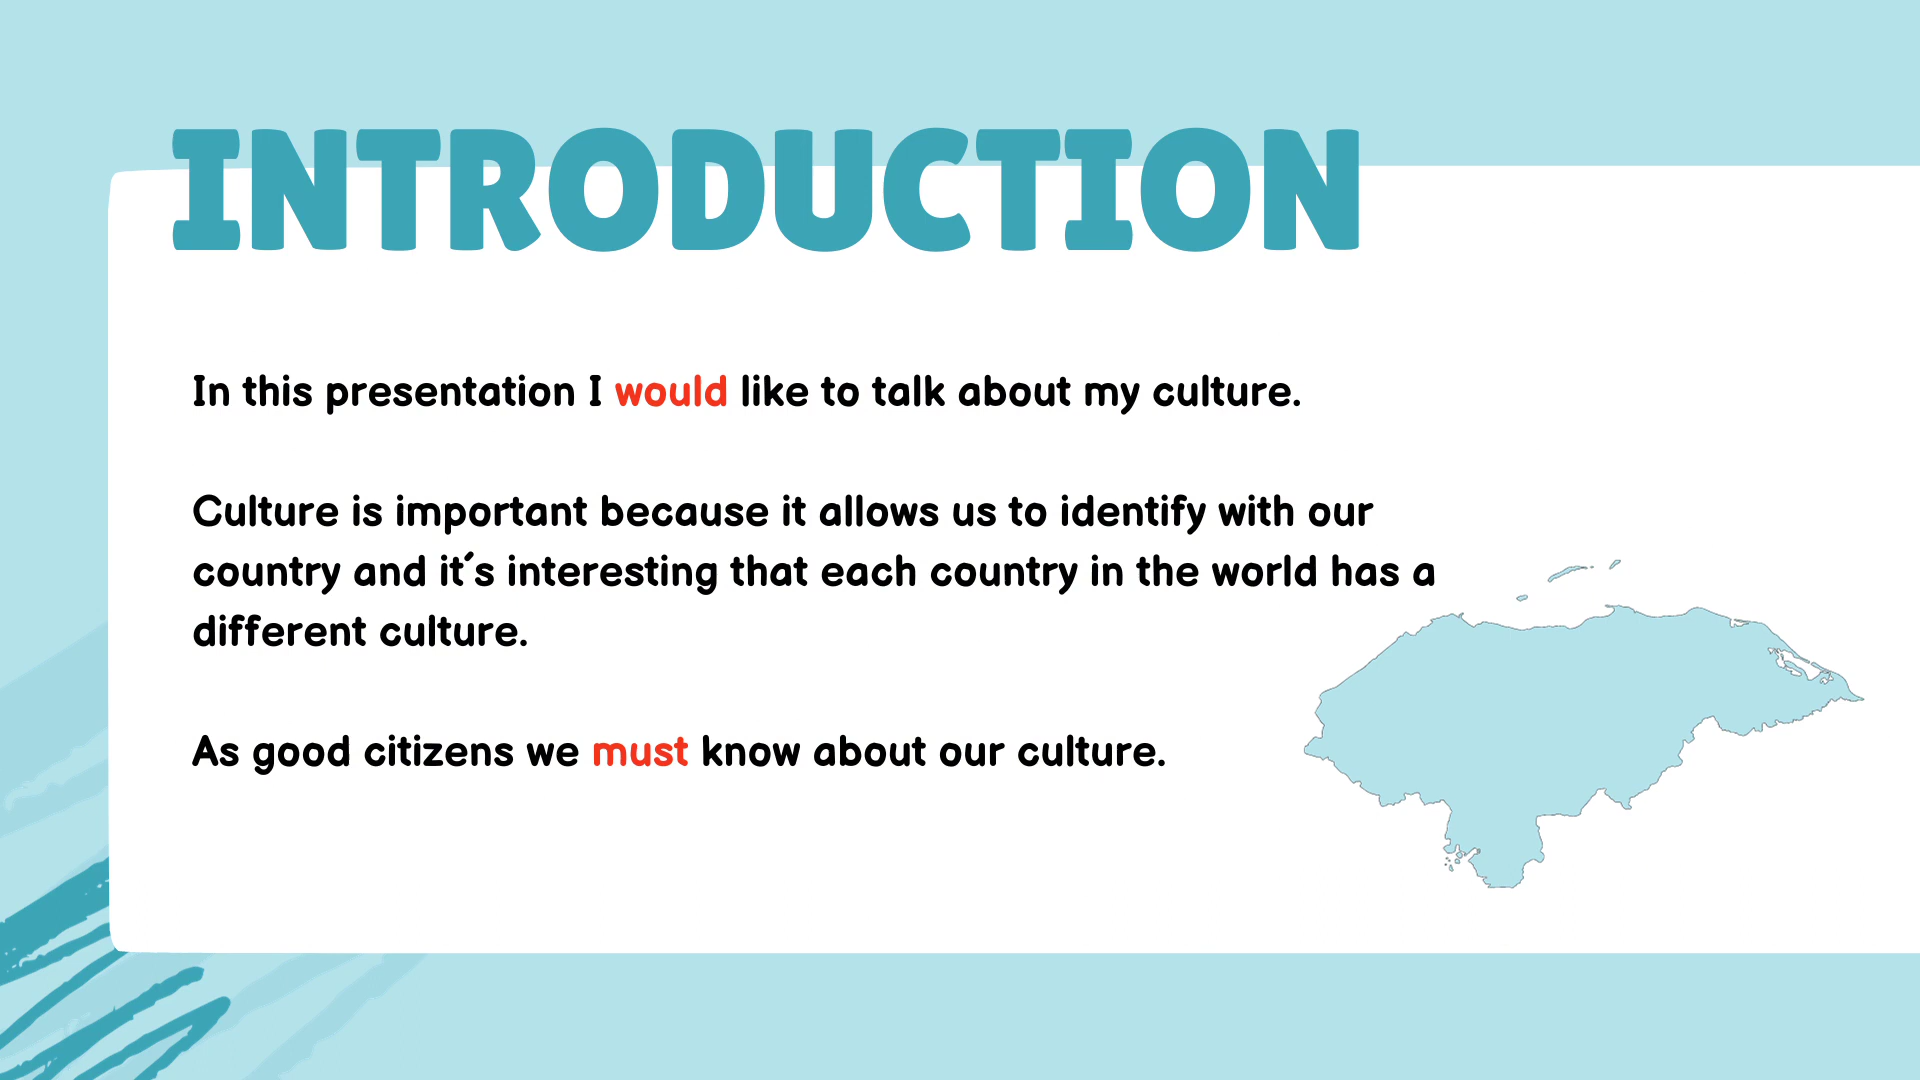 INTRODUCTION
In this presentation I would like to talk about my culture.
Culture is important because it allows us to identify with our
country and it´s interesting that each country in the world has a
different culture.
As good citizens we must know about our culture.